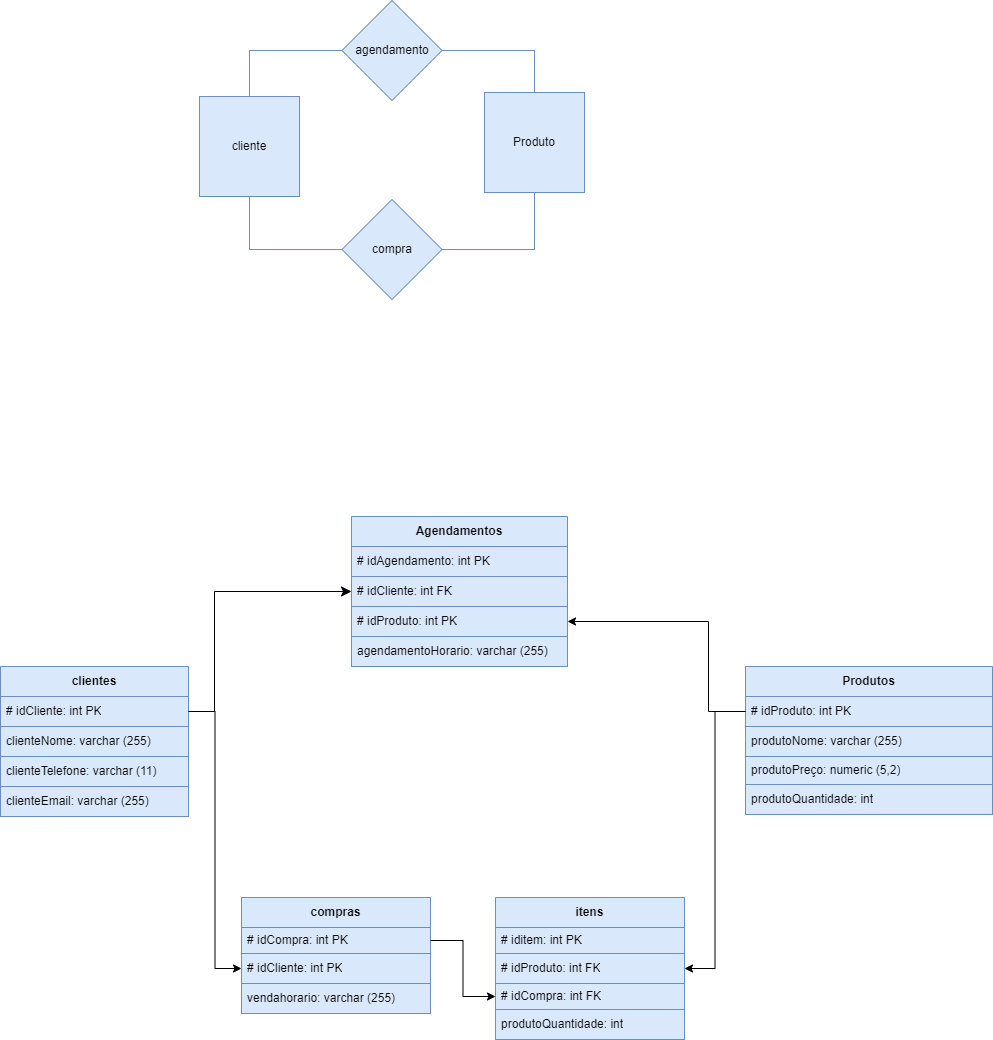 agendamento
cliente
Produto
compra
Agendamentos
# idAgendamento: int PK
# idCliente: int FK
# idProduto: int PK
agendamentoHorario: varchar (255)
clientes
# idCliente: int PK
clienteNome: varchar (255)
clienteTelefone: varchar (11)
clienteEmail: varchar (255)
Produtos
# idProduto: int PK
produtoNome: varchar (255)
produtoPreço: numeric (5,2)
produtoQuantidade: int
compras
# idCompra: int PK
# idCliente: int PK
vendahorario: varchar (255)
itens
# iditem: int PK
# idProduto: int FK
# idCompra: int FK
produtoQuantidade: int